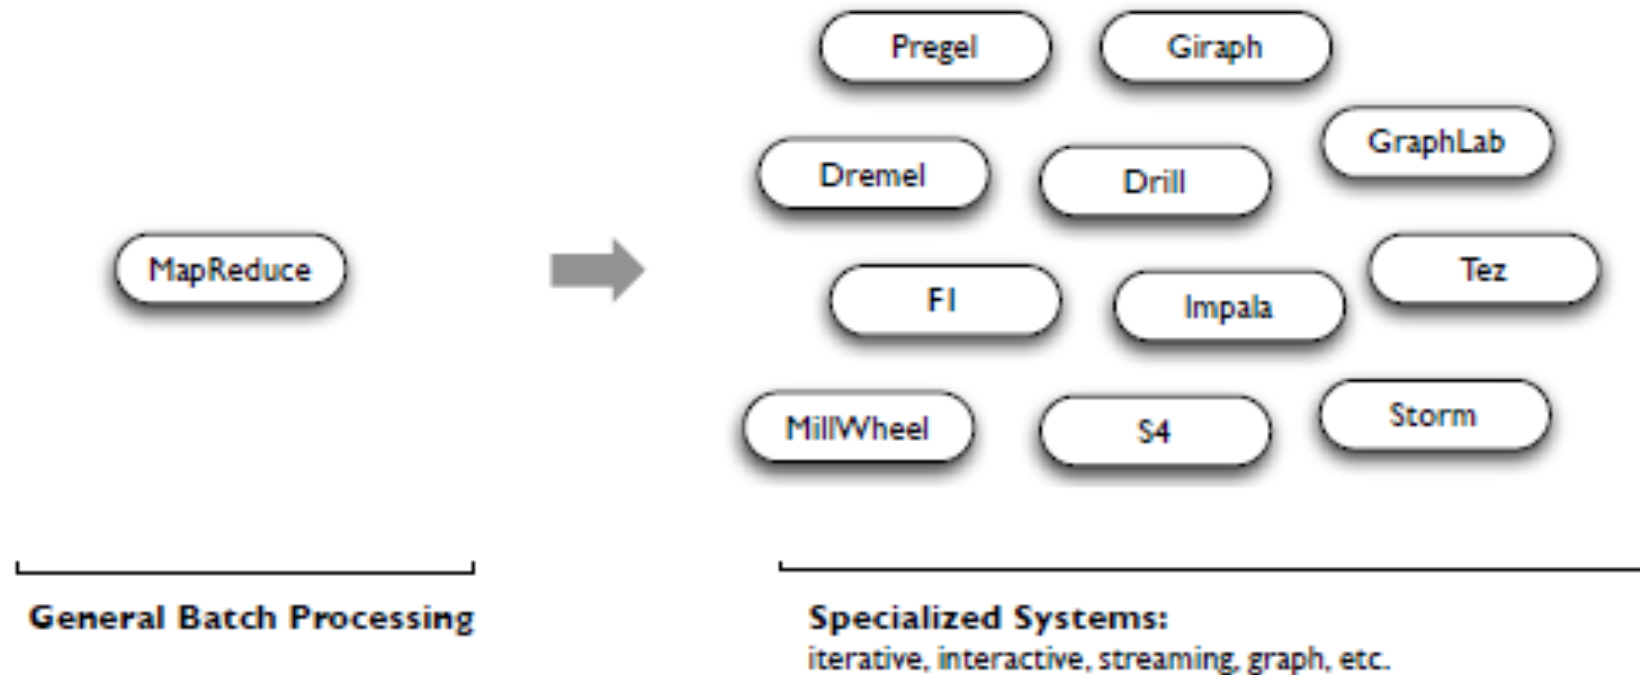 Pregel
Giraph
GraphLab
Dremel
Drill
MapReduce
Tez
F1
Impala
MillWheel
S4
Storm
General Batch Processing
Specialized Systems:
iterative, interactive, streaming, graph, etc.